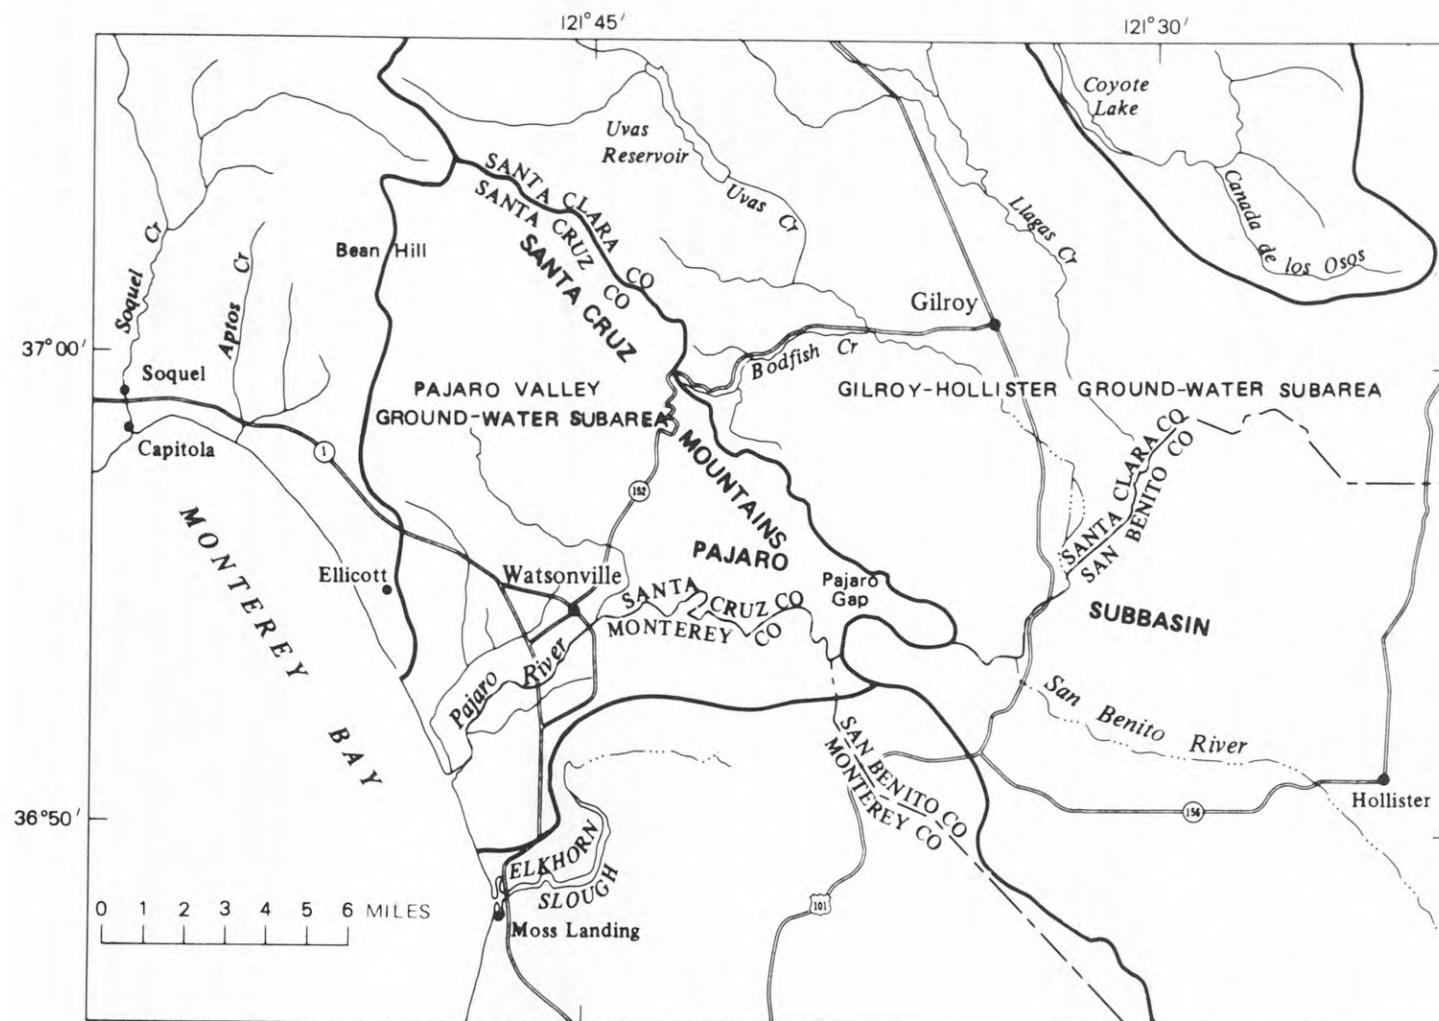 121°45′
121°30′
Coyote
Lake
Uvas
Reservoir
SANTA CLARA CO
SANTA CRUZ CO
Uvas Cr
Llagas Cr
Canada de los Osos
Soquel Cr
Aptos Cr
Bean Hill
SANTA CRUZ
MOUNTAINS
Gilroy
37°00′
Bodfish Cr
Soquel
PAJARO VALLEY
GROUND-WATER SUBAREA
GILROY-HOLLISTER GROUND-WATER SUBAREA
Capitola
1
152
SANTA CLARA CO
SAN BENITO CO
MONTEREY BAY
PAJARO
SUBBASIN
Ellicott
Watsonville
Pajaro
Gap
SANTA CRUZ CO
MONTEREY CO
Pajaro River
San Benito River
SAN BENITO CO
MONTEREY CO
Hollister
156
36°50′
ELKHORN
SLOUGH
101
0 1 2 3 4 5 6 MILES
Moss Landing